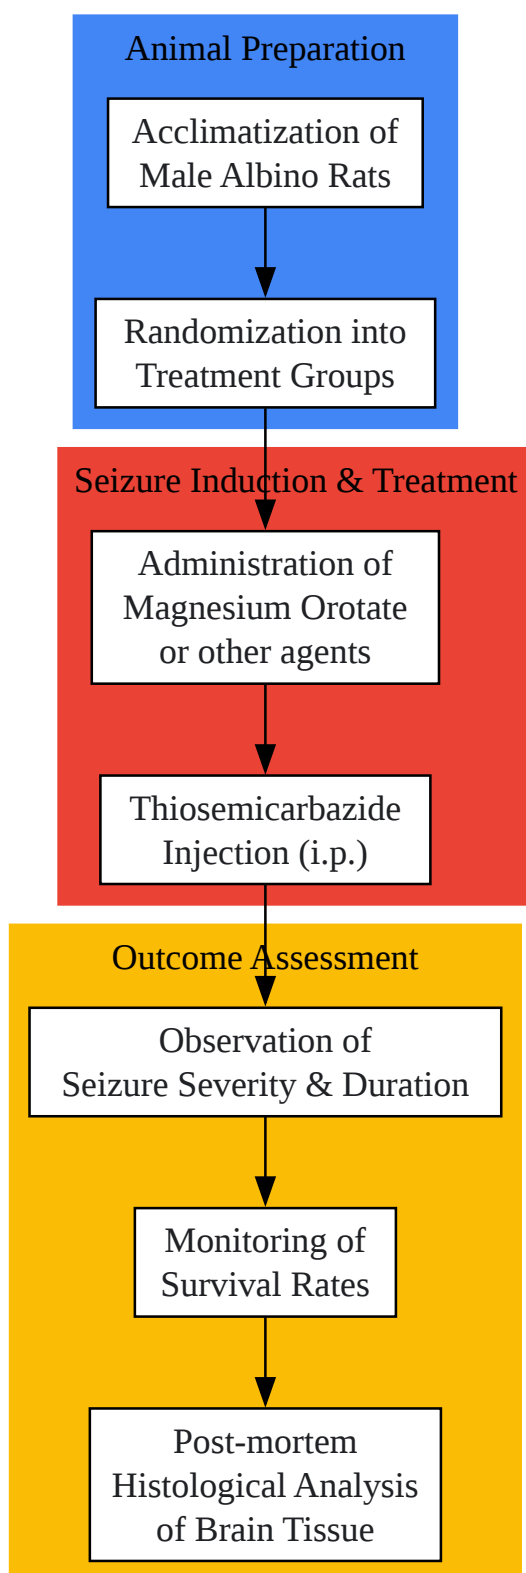 Animal Preparation
Acclimatization of
Male Albino Rats
Randomization into
Treatment Groups
Seizure Induction & Treatment
Administration of
Magnesium Orotate
or other agents
Thiosemicarbazide
Injection (i.p.)
Outcome Assessment
Observation of
Seizure Severity & Duration
Monitoring of
Survival Rates
Post-mortem
Histological Analysis
of Brain Tissue